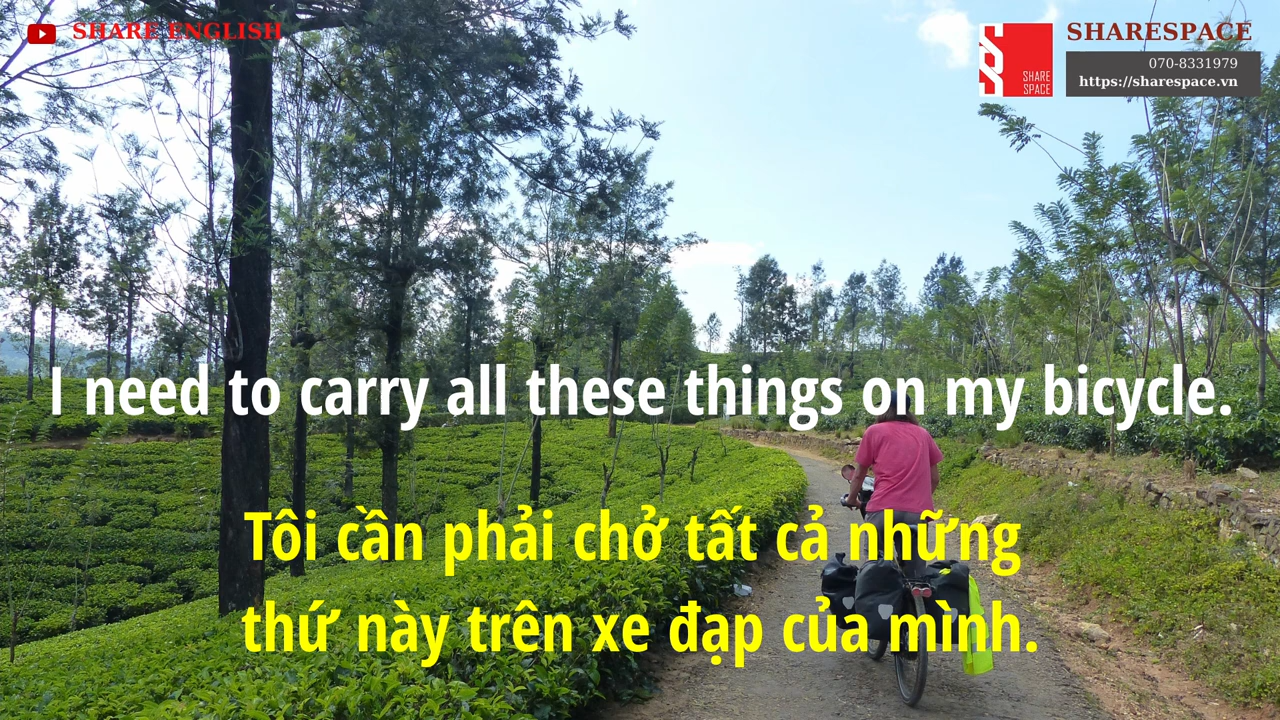 SHARE ENGLISH
SHARESPACE
070-8331979
https://sharespace.vn
SHARE
SPACE
I need to carry all these things on my bicycle.
Tôi cần phải chở tất cả những
thứ này trên xe đạp của mình.